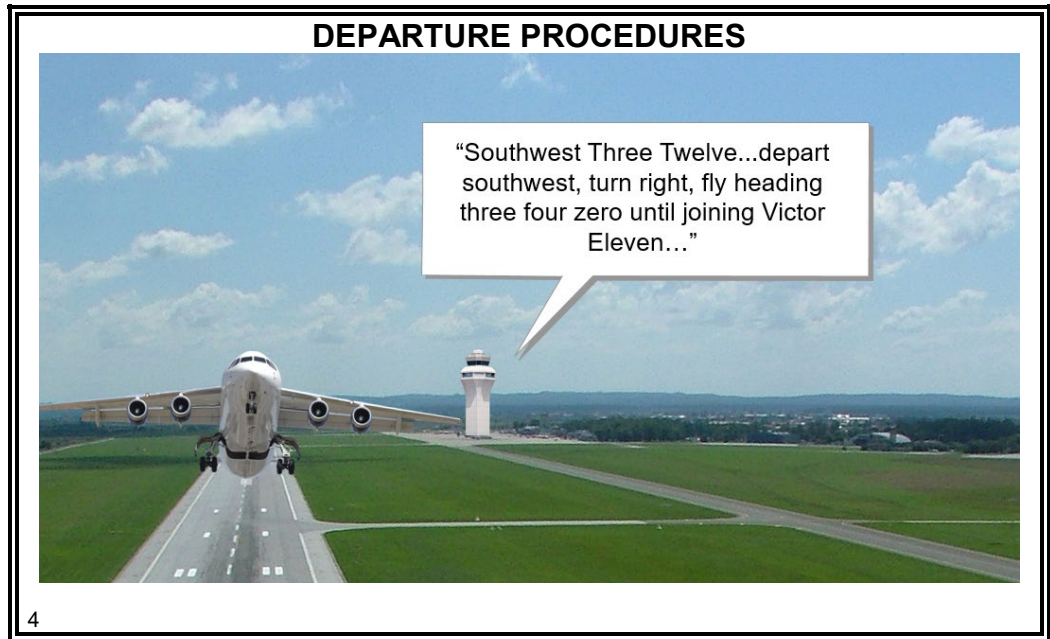 DEPARTURE PROCEDURES
“Southwest Three Twelve...depart
southwest, turn right, fly heading
three four zero until joining Victor
Eleven…”
4